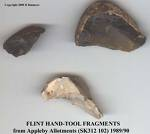 FLINT HAND-TOOL FRAGMENTS
from Appleby Allotments (SK312 102) 1989/90